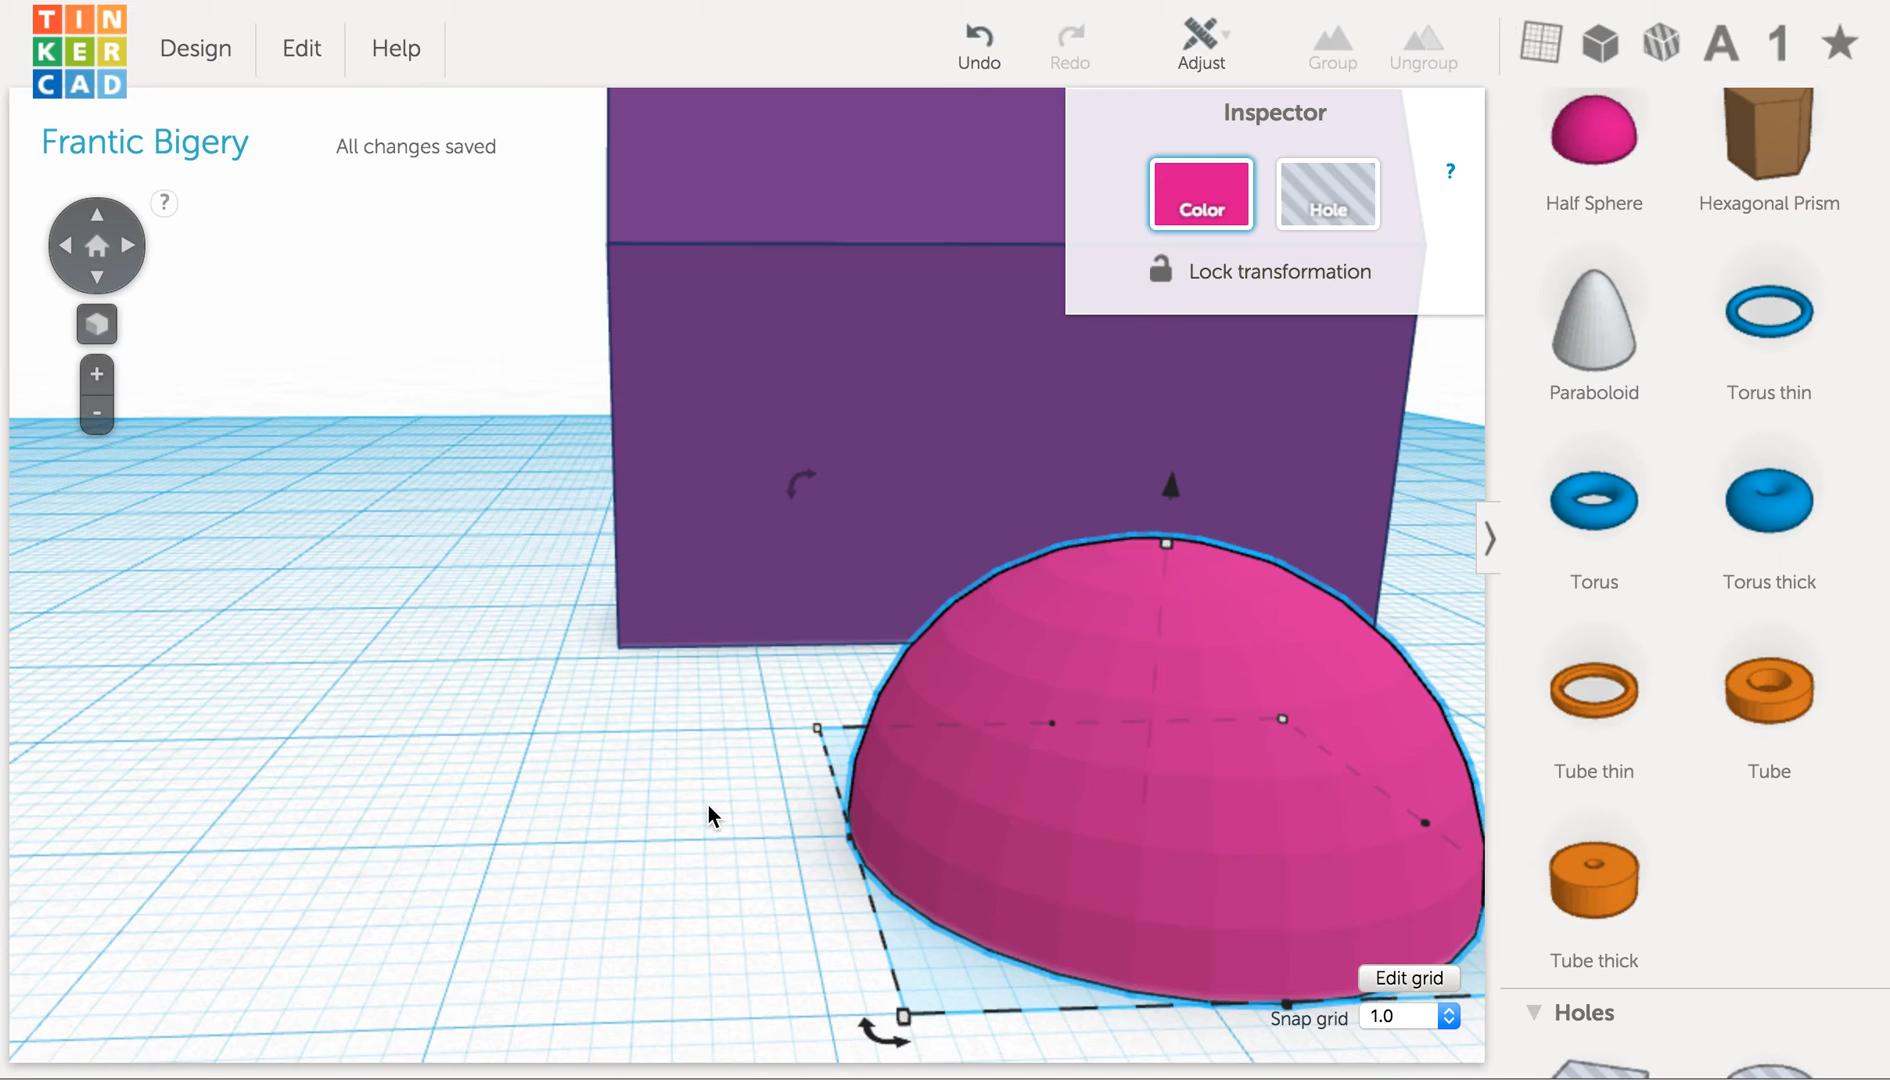 TIN
KER
CAD
Design
Edit
Help
Undo
Redo
Adjust
Group
Ungroup
A
1
Frantic Bigery
All changes saved
?
+
-
Inspector
Color
Hole
?
Lock transformation
Half Sphere
Hexagonal Prism
Paraboloid
Torus thin
Torus
Torus thick
Tube thin
Tube
Tube thick
Holes
Edit grid
Snap grid
1.0